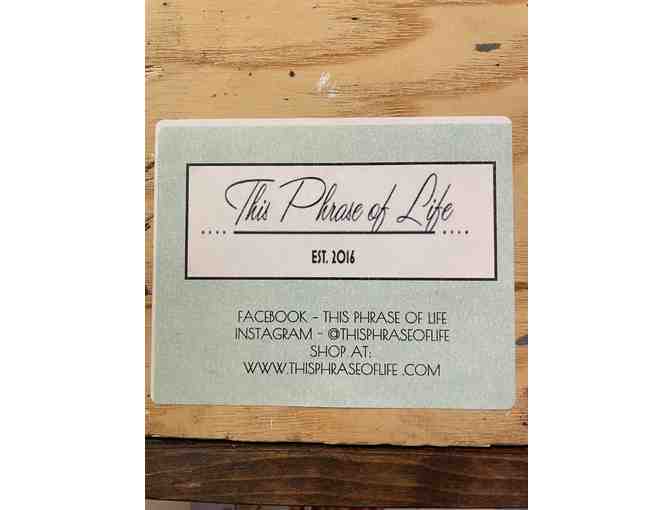 This Phrase of Life
EST. 2016
FACEBOOK - THIS PHRASE OF LIFE
INSTAGRAM - @THISPHRASEOFLIFE
SHOP AT:
WWW.THISPHRASEOFLIFE .COM